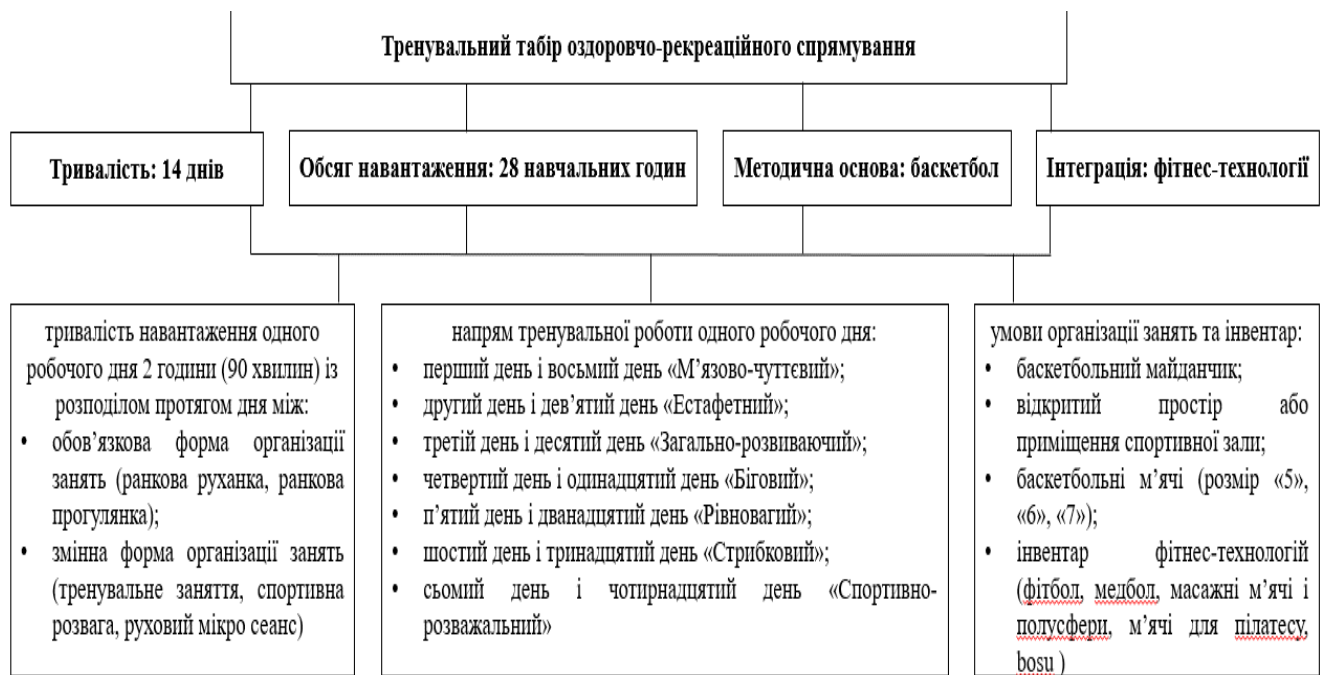 Тренувальний табір оздоровчо-рекреаційного спрямування
Тривалість: 14 днів
Обсяг навантаження: 28 навчальних годин
Методична основа: баскетбол
Інтеграція: фітнес-технології
тривалість навантаження одного
робочого дня 2 години (90 хвилин) із
розподілом протягом дня між:
• обов’язкова форма організації
занять (ранкова руханка, ранкова
прогулянка);
• змінна форма організації занять
(тренувальне заняття, спортивна
розвага, руховий мікро сеанс)
напрям тренувальної роботи одного робочого дня:
• перший день і восьмий день «М’язово-чуттєвий»;
• другий день і дев’ятий день «Естафетний»;
• третій день і десятий день «Загально-розвиваючий»;
• четвертий день і одинадцятий день «Біговий»;
• п’ятий день і дванадцятий день «Рівновагий»;
• шостий день і тринадцятий день «Стрибковий»;
• сьомий день і чотирнадцятий день «Спортивно-
розважальний»
умови організації занять та інвентар:
• баскетбольний майданчик;
• відкритий простір або
приміщення спортивної зали;
• баскетбольні м’ячі (розмір «5»,
«6», «7»);
• інвентар фітнес-технологій
(фітбол, медбол, масажні м’ячі і
полусфери, м’ячі для пілатесу,
bosu )